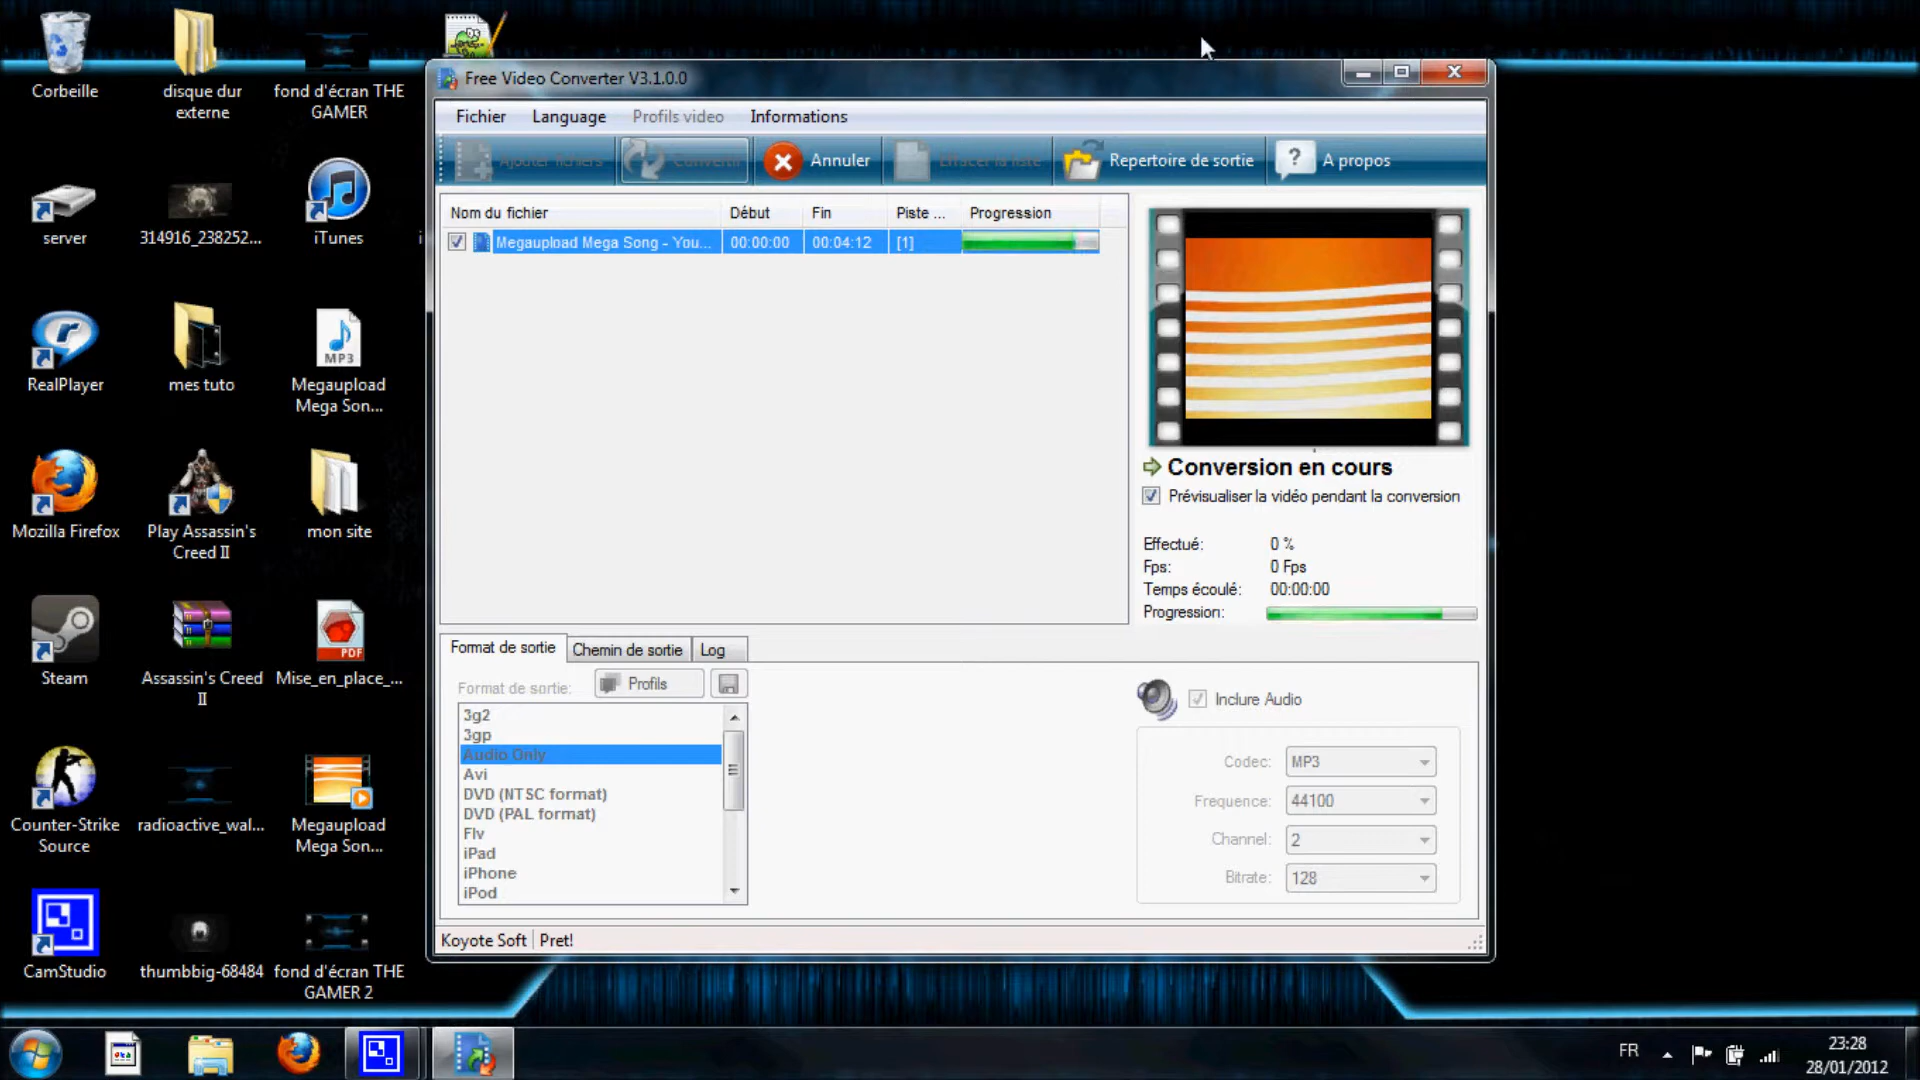 Corbeille
disque dur
externe
fond d'écran THE
GAMER
server
314916_238252...
iTunes
RealPlayer
mes tuto
MP3
Megaupload
Mega Son...
Mozilla Firefox
Play Assassin's
Creed II
mon site
Steam
Assassin's Creed
II
PDF
Mise_en_place_...
Counter-Strike
Source
radioactive_wal...
Megaupload
Mega Son...
CamStudio
thumbbig-68484
fond d'écran THE
GAMER 2
Free Video Converter V3.1.0.0
Fichier Language Profils video Informations
Ajouter fichiers Convertir Annuler Effacer la liste Repertoire de sortie ? A propos
Nom du fichier Début Fin Piste ... Progression
Megaupload Mega Song - You... 00:00:00 00:04:12 [1]
Conversion en cours
Prévisualiser la vidéo pendant la conversion
Effectué: 0 %
Fps: 0 Fps
Temps écoulé: 00:00:00
Progression:
Format de sortie Chemin de sortie Log
Format de sortie: Profils
3g2
3gp
Audio Only
Avi
DVD (NTSC format)
DVD (PAL format)
Flv
iPad
iPhone
iPod
Inclure Audio
Codec: MP3
Frequence: 44100
Channel: 2
Bitrate: 128
Koyote Soft Pret!
FR
23:28
28/01/2012